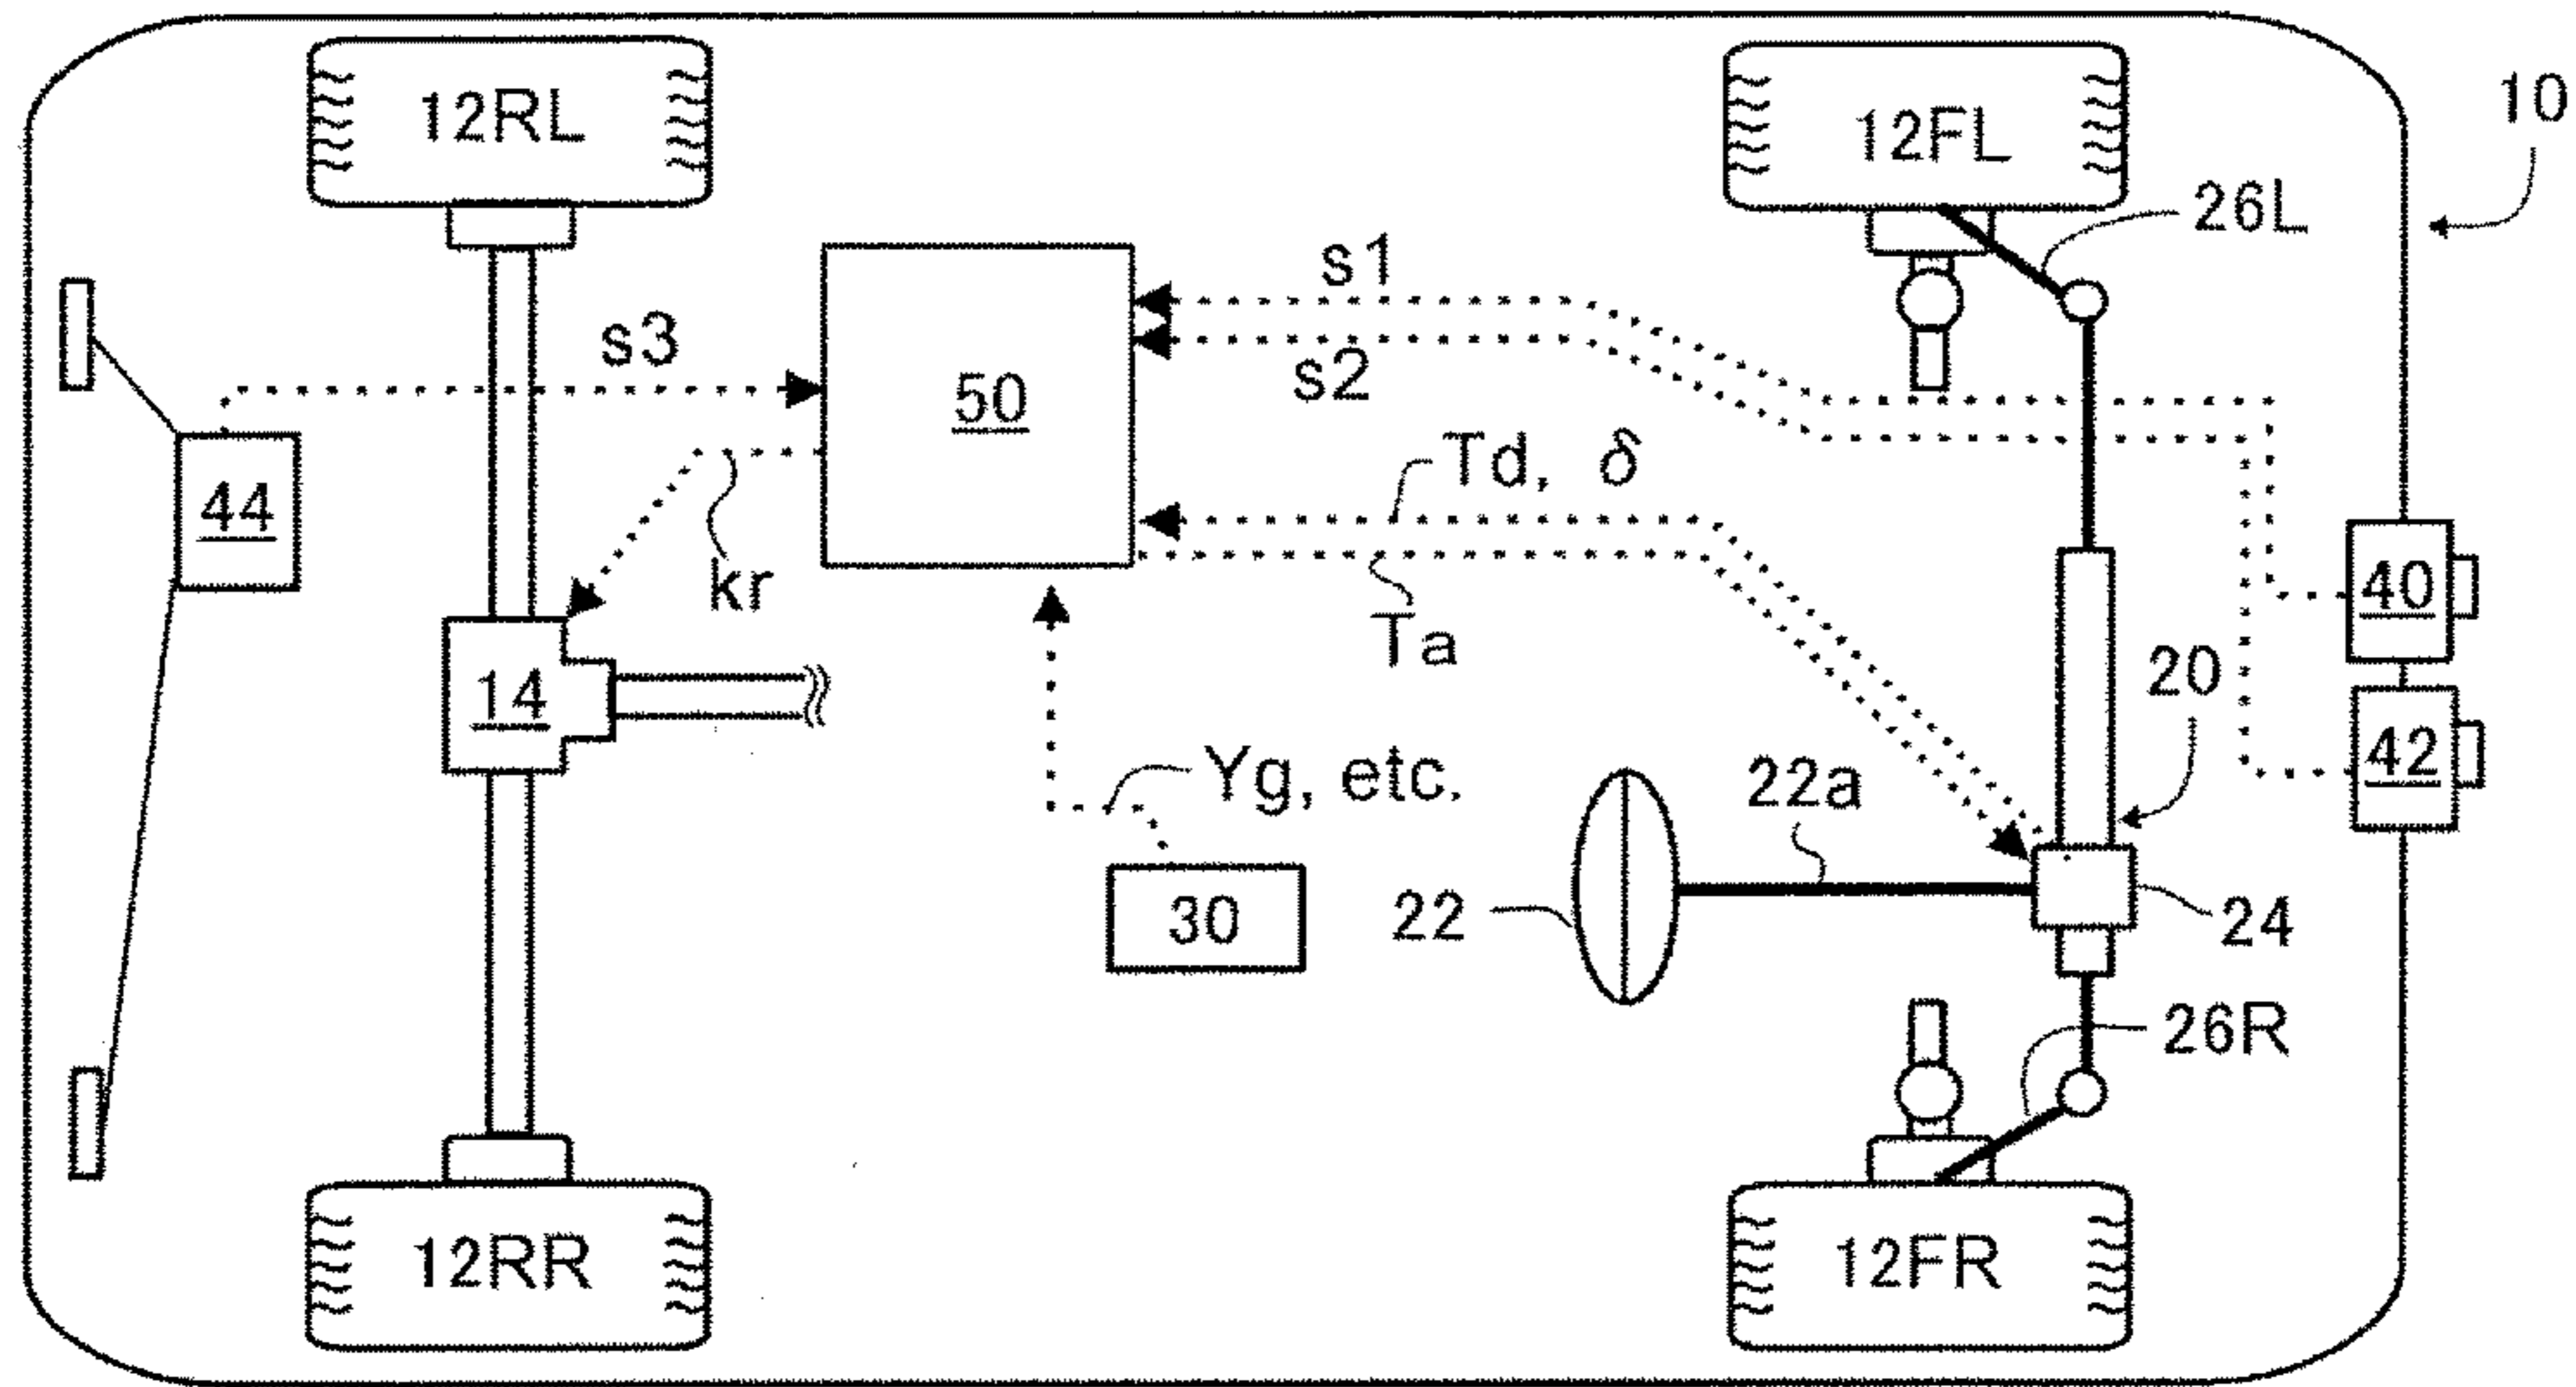 12RL
12FL
10
26L
s1
s3
s2
50
Td, δ
44
kr
40
Ta
14
20
42
Yg, etc.
22a
30
22
24
26R
12RR
12FR